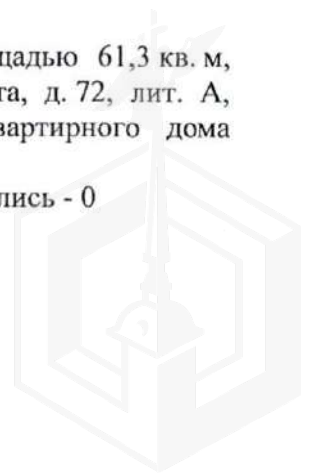 щадью 61,3 кв. м,
та, д. 72, лит. А,
вартирного дома
лись - 0